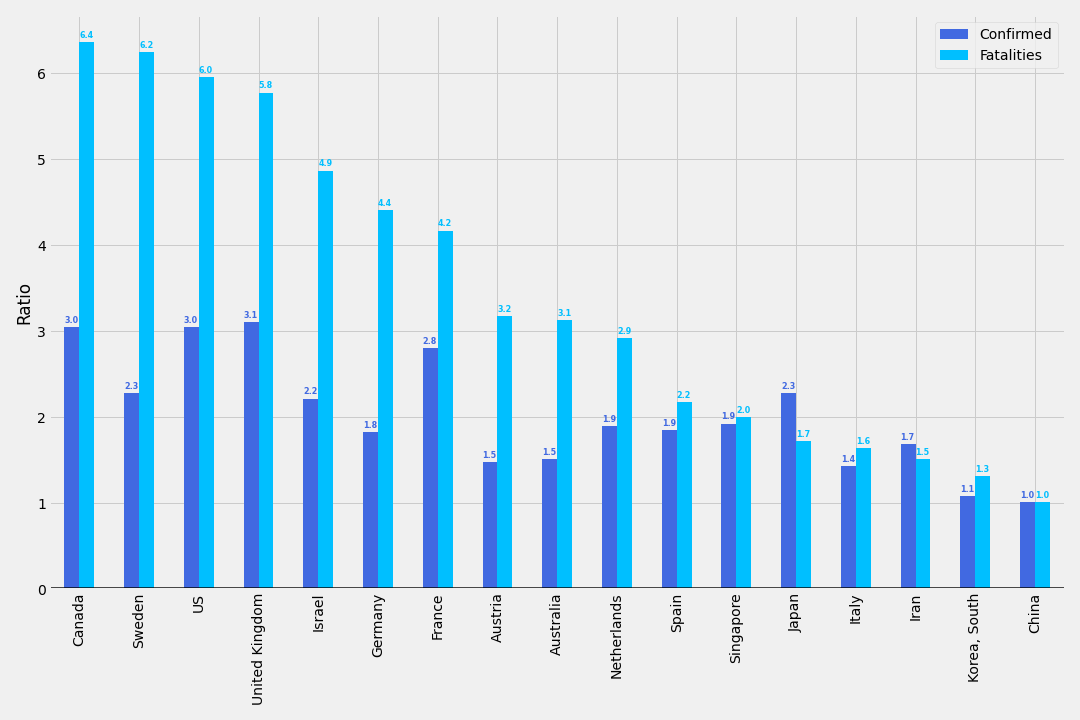 Confirmed
Fatalities
Ratio
6
5
4
3
2
1
0
3.0 6.4
2.3 6.2
3.0 6.0
3.1 5.8
2.2 4.9
1.8 4.4
2.8 4.2
1.5 3.2
1.5 3.1
1.9 2.9
1.9 2.2
1.9 2.0
2.3 1.7
1.4 1.6
1.7 1.5
1.1 1.3
1.0 1.0
Canada
Sweden
US
United Kingdom
Israel
Germany
France
Austria
Australia
Netherlands
Spain
Singapore
Japan
Italy
Iran
Korea, South
China